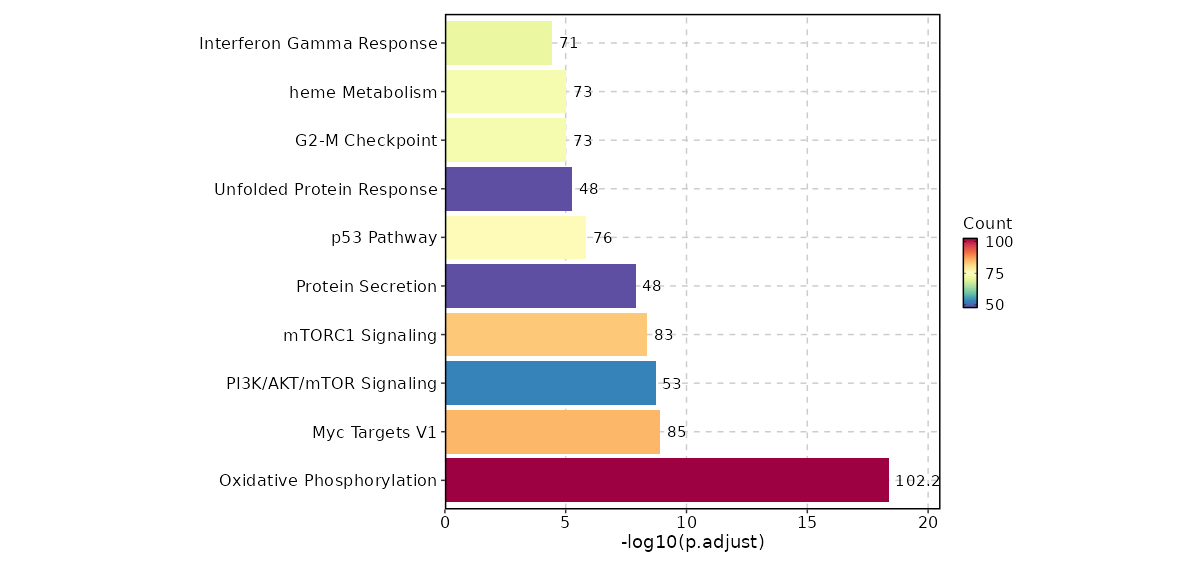 Interferon Gamma Response 71
heme Metabolism 73
G2-M Checkpoint 73
Unfolded Protein Response 48
p53 Pathway 76
Protein Secretion 48
mTORC1 Signaling 83
PI3K/AKT/mTOR Signaling 53
Myc Targets V1 85
Oxidative Phosphorylation 102.2
0 5 10 15 20
-log10(p.adjust)
Count
100
75
50